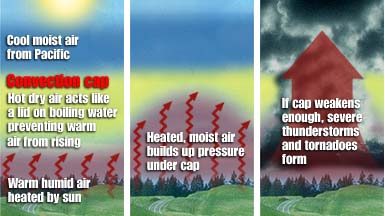 Cool moist air
from Pacific
Convection cap
Hot dry air acts like
a lid on boiling water
preventing warm
air from rising
Warm humid air
heated by sun
Heated, moist air
builds up pressure
under cap
If cap weakens
enough, severe
thunderstorms
and tornadoes
form